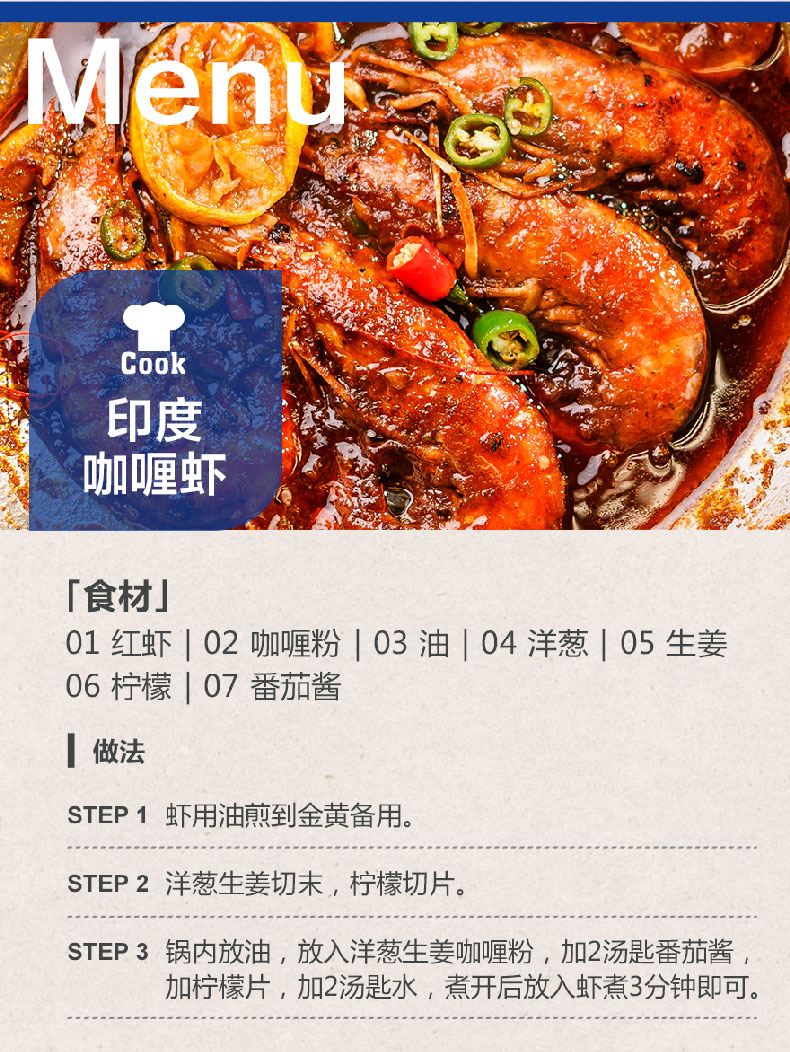 Menu
Cook
印度
咖喱虾
「食材」
01 红虾 | 02 咖喱粉 | 03 油 | 04 洋葱 | 05 生姜
06 柠檬 | 07 番茄酱
做法
STEP 1 虾用油煎到金黄备用。
STEP 2 洋葱生姜切末，柠檬切片。
STEP 3 锅内放油，放入洋葱生姜咖喱粉，加2汤匙番茄酱，
加柠檬片，加2汤匙水，煮开后放入虾煮3分钟即可。